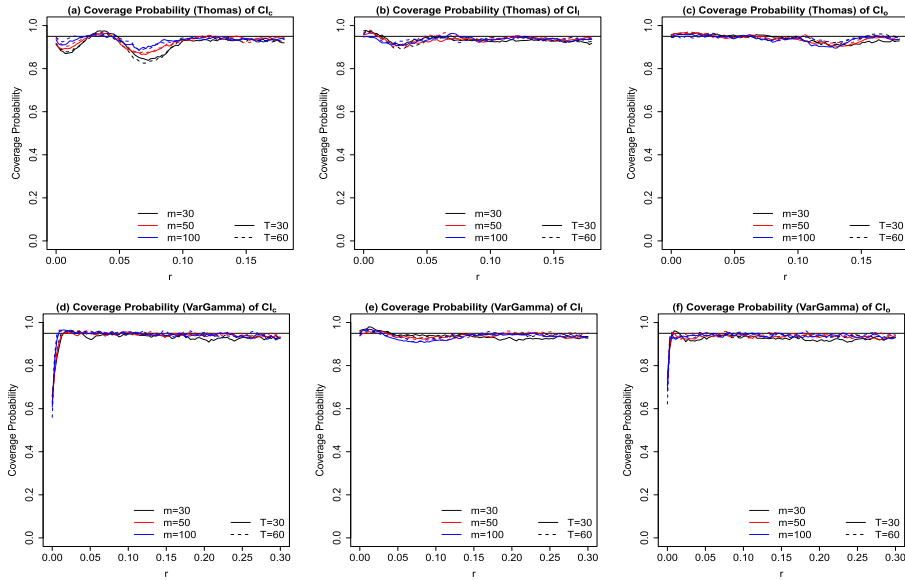 (a) Coverage Probability (Thomas) of CIc
Coverage Probability
0.0 0.2 0.4 0.6 0.8 1.0
m=30
m=50
m=100
T=30
T=60
0.00 0.05 0.10 0.15
r
(b) Coverage Probability (Thomas) of CIl
Coverage Probability
0.0 0.2 0.4 0.6 0.8 1.0
m=30
m=50
m=100
T=30
T=60
0.00 0.05 0.10 0.15
r
(c) Coverage Probability (Thomas) of CIo
Coverage Probability
0.0 0.2 0.4 0.6 0.8 1.0
m=30
m=50
m=100
T=30
T=60
0.00 0.05 0.10 0.15
r
(d) Coverage Probability (VarGamma) of CIc
Coverage Probability
0.0 0.2 0.4 0.6 0.8 1.0
m=30
m=50
m=100
T=30
T=60
0.00 0.05 0.10 0.15 0.20 0.25 0.30
r
(e) Coverage Probability (VarGamma) of CIl
Coverage Probability
0.0 0.2 0.4 0.6 0.8 1.0
m=30
m=50
m=100
T=30
T=60
0.00 0.05 0.10 0.15 0.20 0.25 0.30
r
(f) Coverage Probability (VarGamma) of CIo
Coverage Probability
0.0 0.2 0.4 0.6 0.8 1.0
m=30
m=50
m=100
T=30
T=60
0.00 0.05 0.10 0.15 0.20 0.25 0.30
r